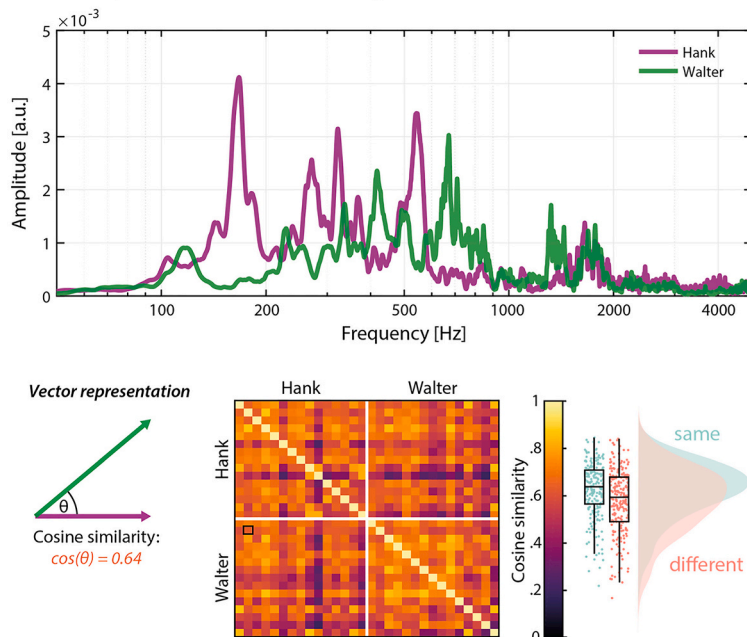 ×10⁻³
5
4
3
2
1
0
Amplitude [a.u.]
Hank
Walter
100
200
500
1000
2000
4000
Frequency [Hz]
Vector representation
θ
Cosine similarity:
cos(θ) = 0.64
Hank
Walter
Hank
Walter
1
.8
.6
.4
.2
0
Cosine similarity
same
different